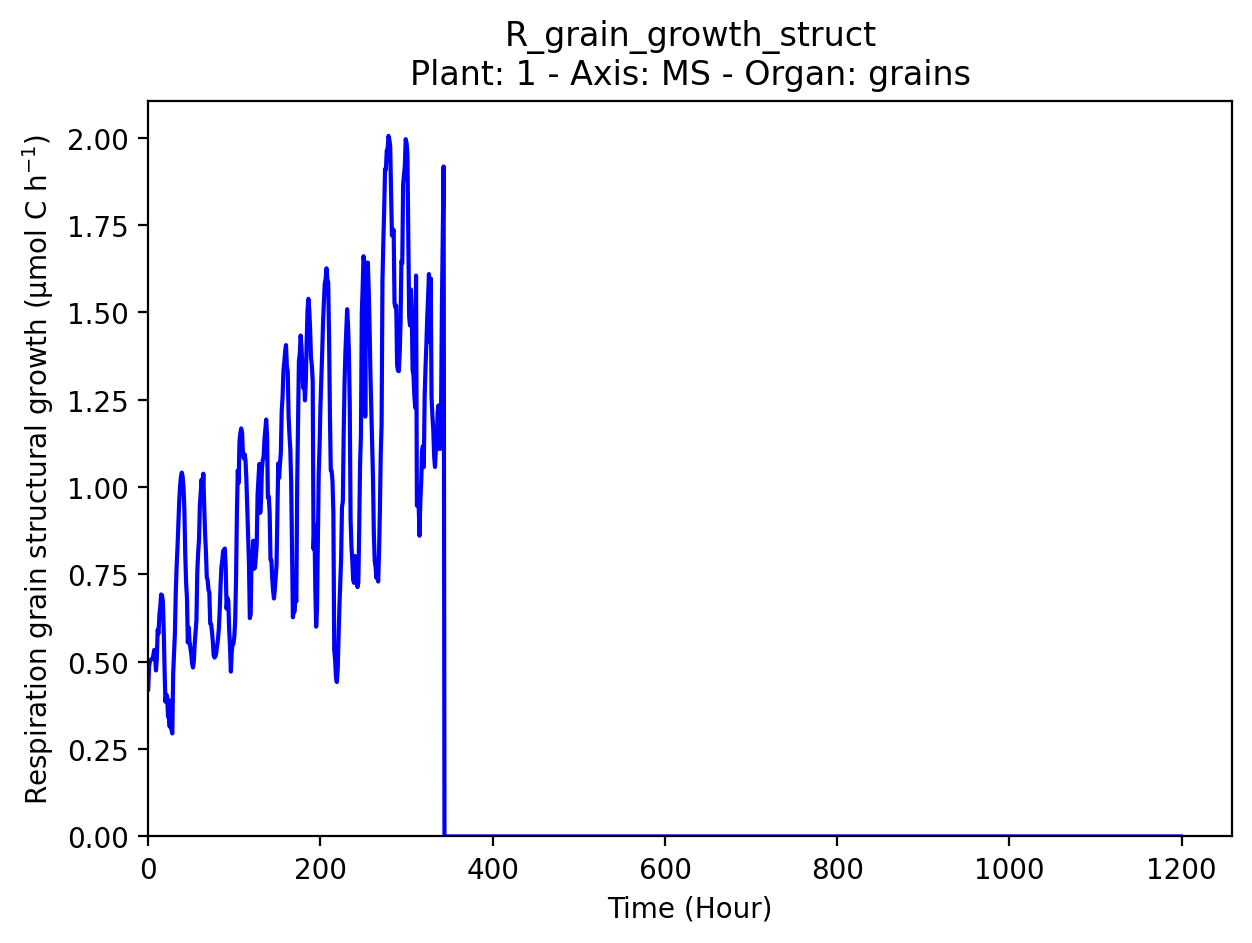 R_grain_growth_struct
Plant: 1 - Axis: MS - Organ: grains
Respiration grain structural growth (µmol C h⁻¹)
2.00
1.75
1.50
1.25
1.00
0.75
0.50
0.25
0.00
0 200 400 600 800 1000 1200
Time (Hour)